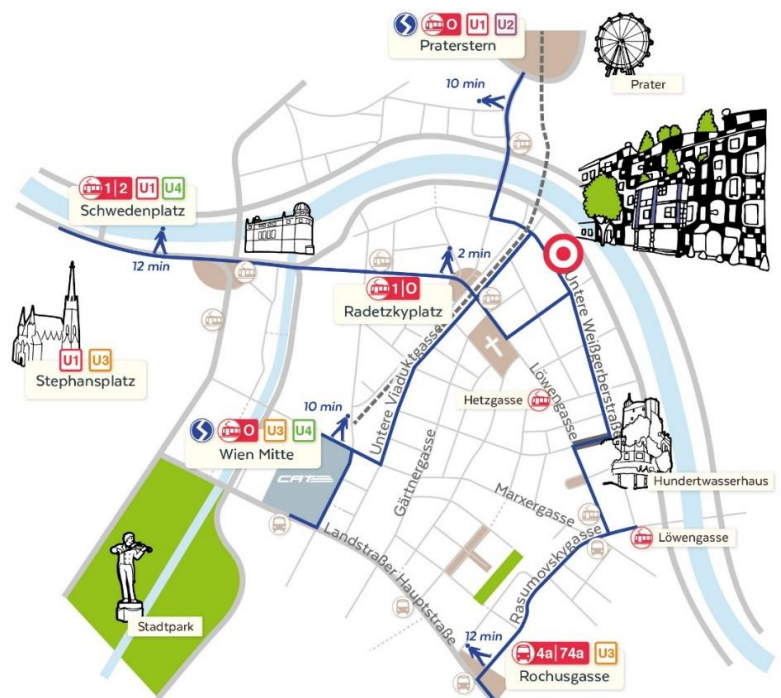 O U1 U2
Praterstern
10 min
Prater
1|2 U1 U4
Schwedenplatz
12 min
2 min
1|O
Radetzkyplatz
Untere Weißgerberstraße
U1 U3
Stephansplatz
Untere Viaduktgasse
Löwengasse
Hetzgasse
10 min
O U3 U4
Wien Mitte
CAT
Gärtnergasse
Marxergasse
Hundertwasserhaus
Landstraßer Hauptstraße
Rasumovskygasse
Löwengasse
Stadtpark
12 min
4a|74a U3
Rochusgasse